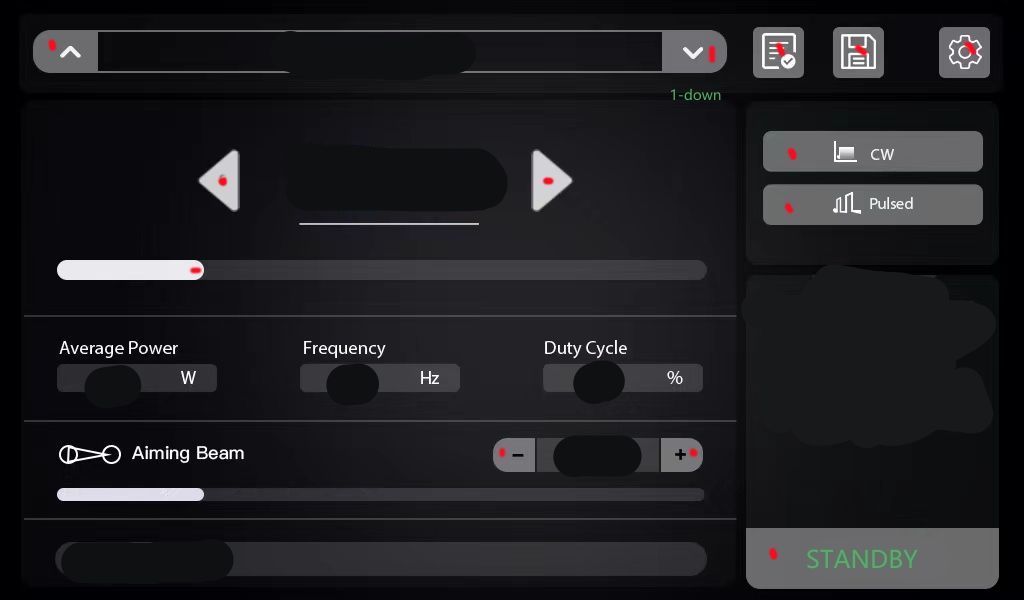 1-down
CW
Pulsed
Average Power
Frequency
Duty Cycle
W
Hz
%
Aiming Beam
-
+
STANDBY